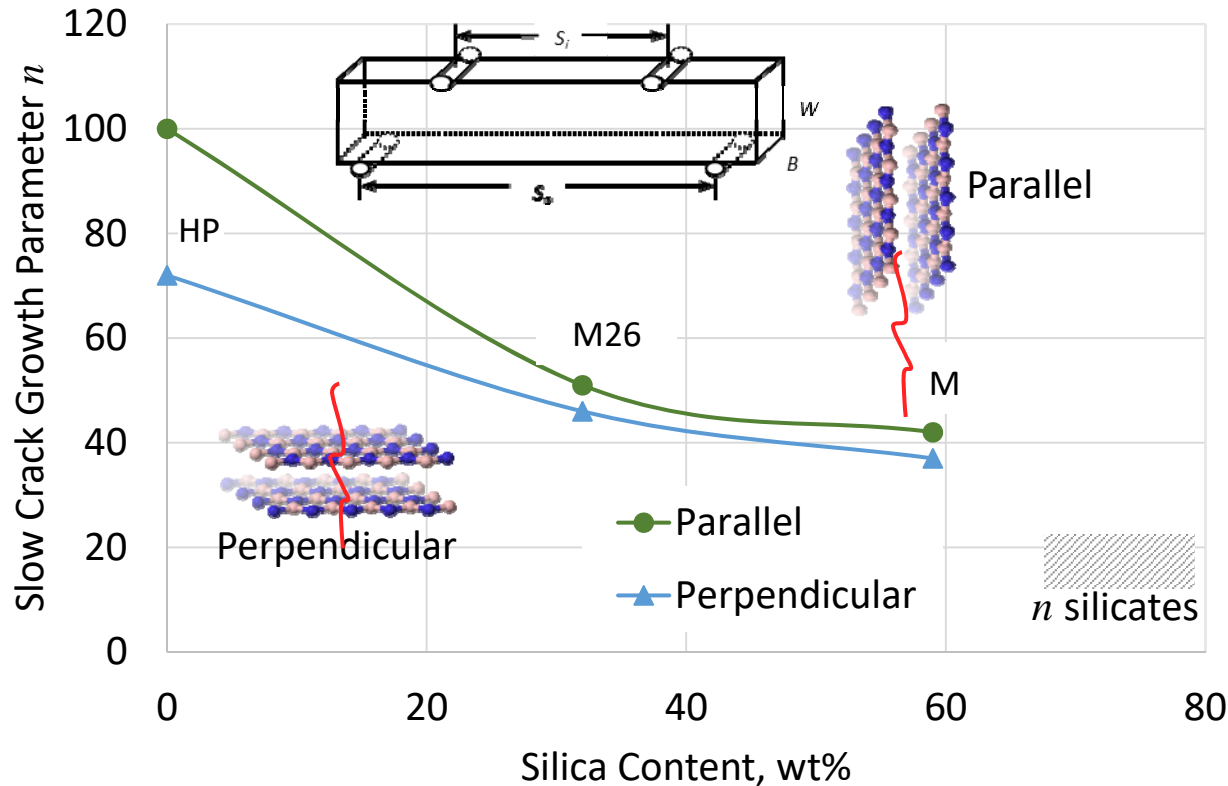 120
100
80
60
40
20
0
Slow Crack Growth Parameter n
HP
M26
M
S_i
W
B
Parallel
Perpendicular
Parallel
Perpendicular
n silicates
0
20
40
60
80
Silica Content, wt%